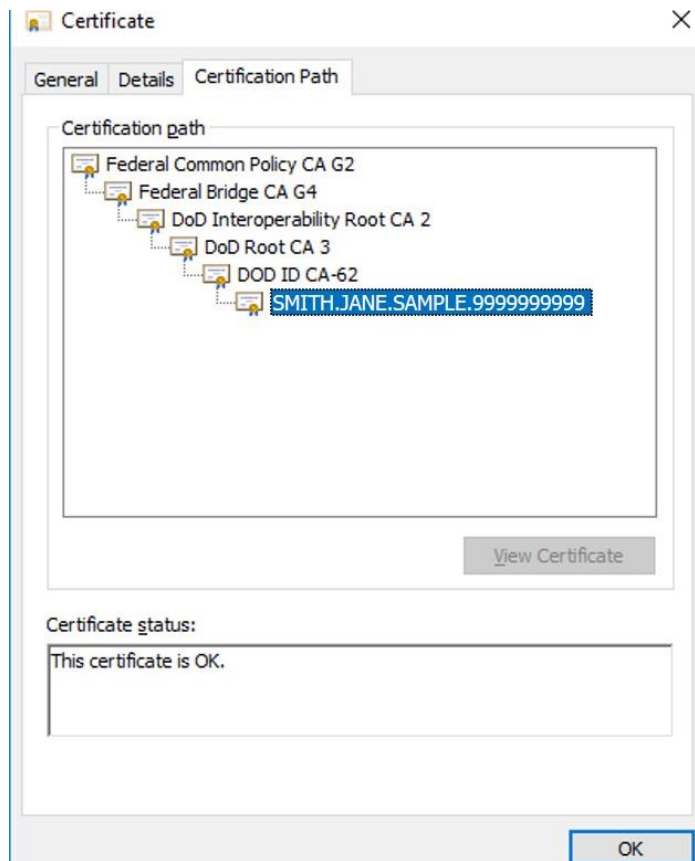 Certificate
General Details Certification Path
Certification path
Federal Common Policy CA G2
Federal Bridge CA G4
DoD Interoperability Root CA 2
DoD Root CA 3
DOD ID CA-62
SMITH.JANE.SAMPLE.9999999999
View Certificate
Certificate status:
This certificate is OK.
OK